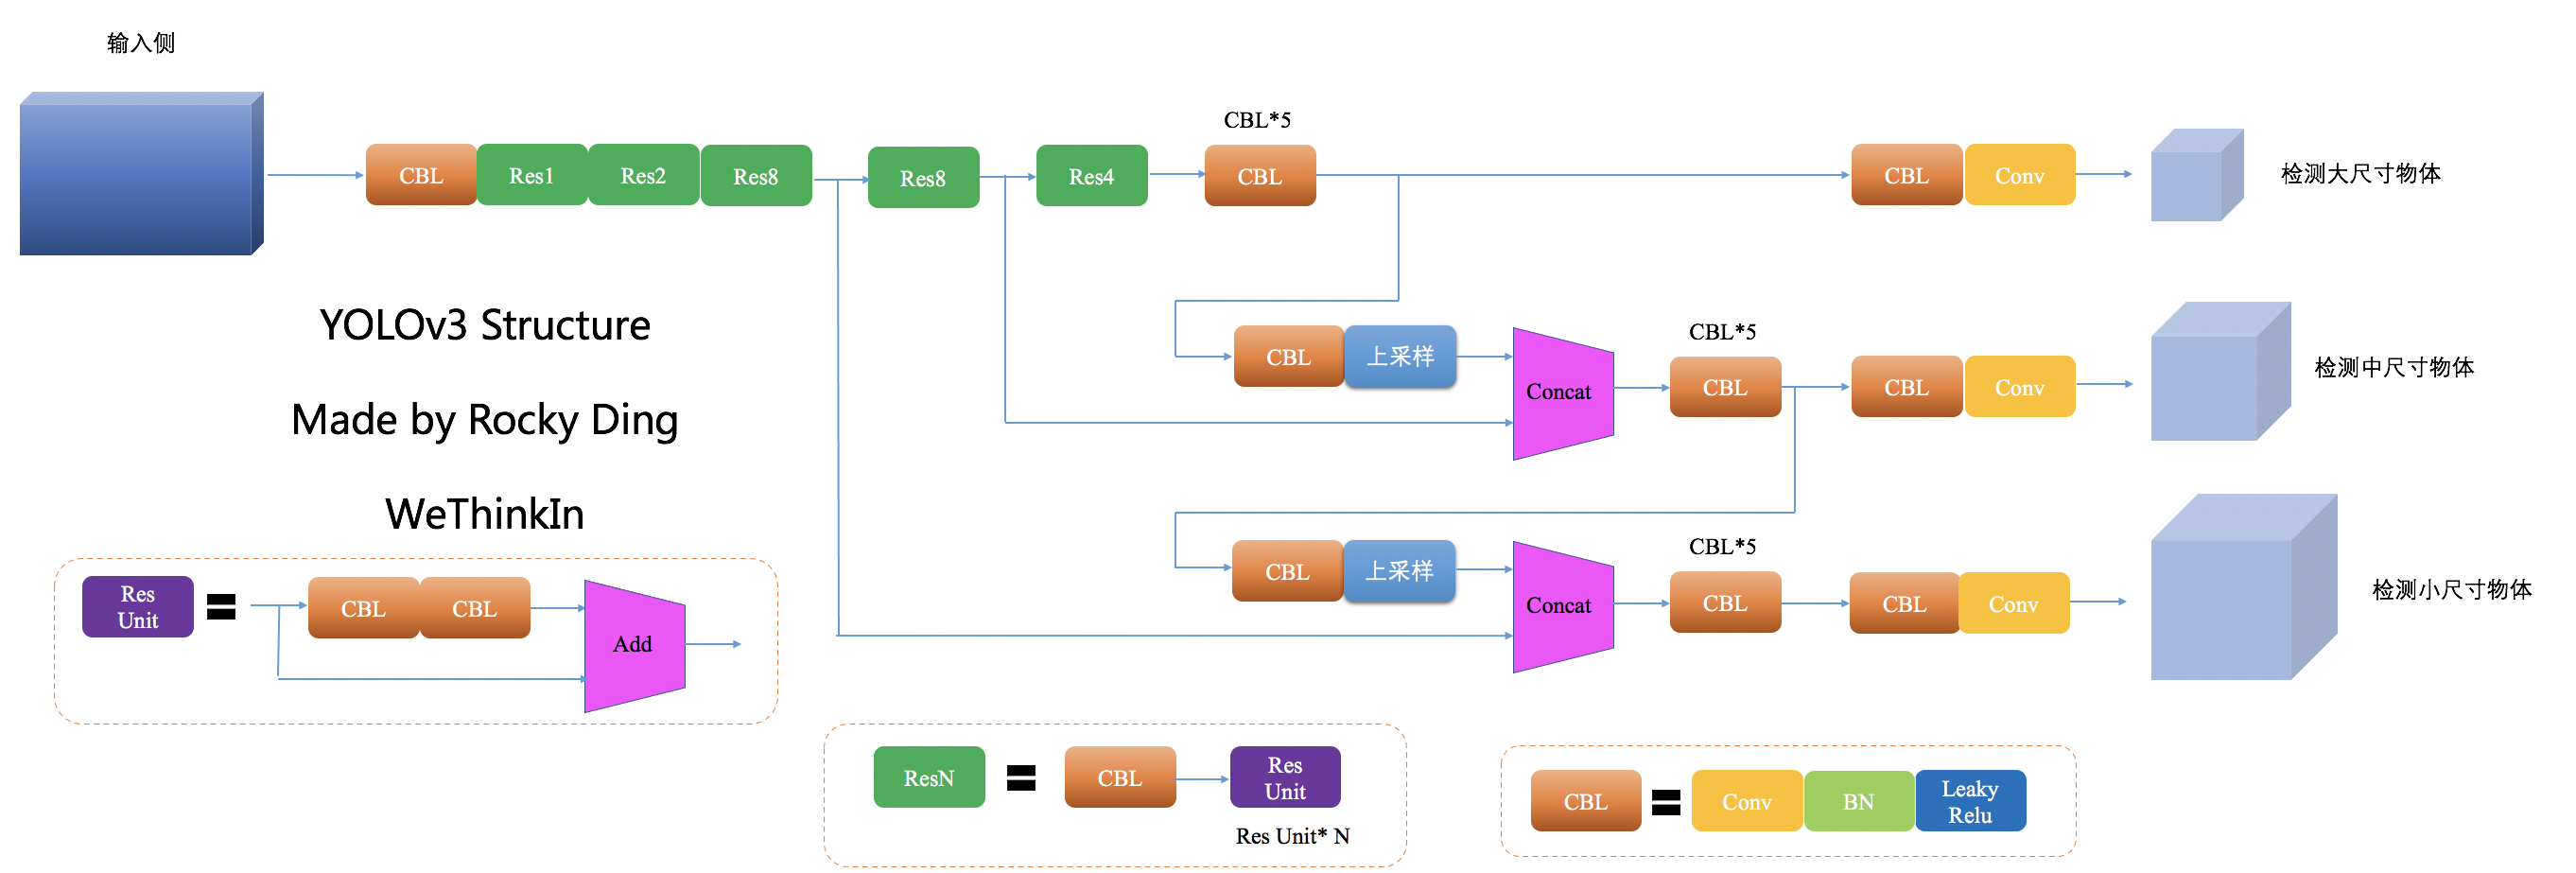 输入侧
CBL*5
CBL
Res1
Res2
Res8
Res8
Res4
CBL
CBL
Conv
检测大尺寸物体
YOLOv3 Structure
Made by Rocky Ding
WeThinkIn
CBL
上采样
Concat
CBL*5
CBL
CBL
Conv
检测中尺寸物体
CBL
上采样
Concat
CBL*5
CBL
CBL
Conv
检测小尺寸物体
Res
Unit
=
CBL
CBL
Add
ResN
=
CBL
Res
Unit
Res Unit* N
CBL
=
Conv
BN
Leaky
Relu